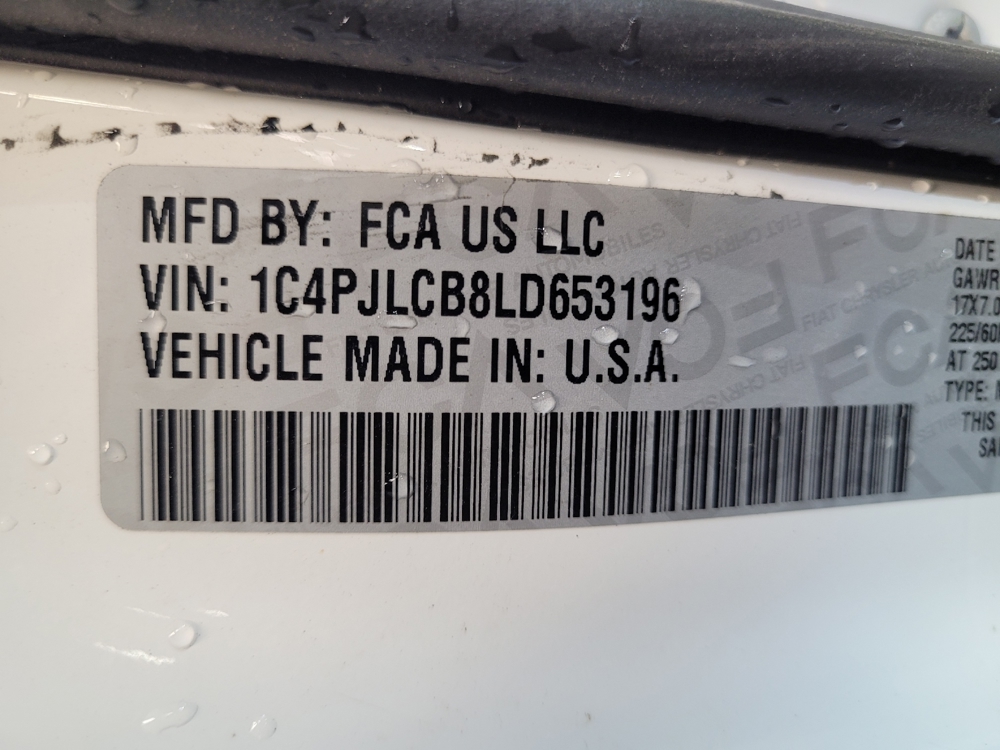 MFD BY: FCA US LLC
VIN: 1C4PJLCB8LD653196
VEHICLE MADE IN: U.S.A.
DATE
GAWR
17X7.0
225/60
AT 250
TYPE:
THIS